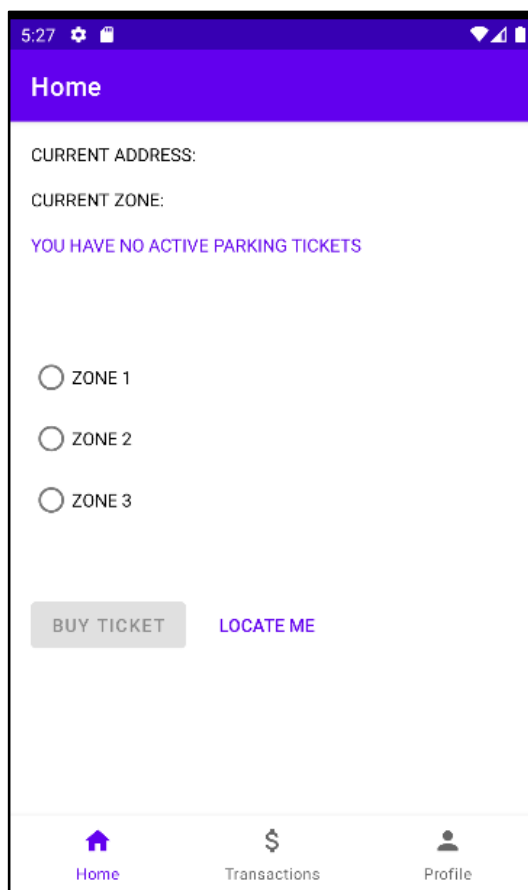 5:27
Home
CURRENT ADDRESS:
CURRENT ZONE:
YOU HAVE NO ACTIVE PARKING TICKETS
ZONE 1
ZONE 2
ZONE 3
BUY TICKET LOCATE ME
Home Transactions Profile